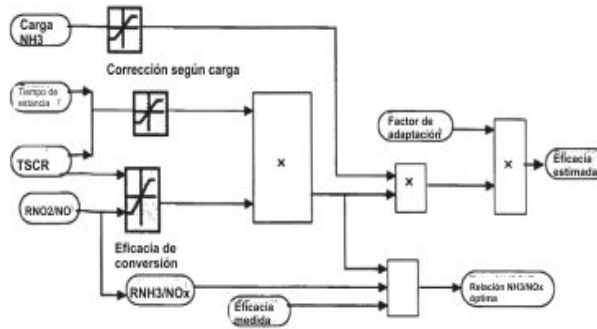 Carga
NH3
Corrección según carga
Tiempo de
estancia
TSCR
RNO2/NO
Eficacia de
conversión
RNH3/NOx
Eficacia
medida
x
x
x
Factor de
adaptación
Eficacia
estimada
Relación NH3/NOx
óptima